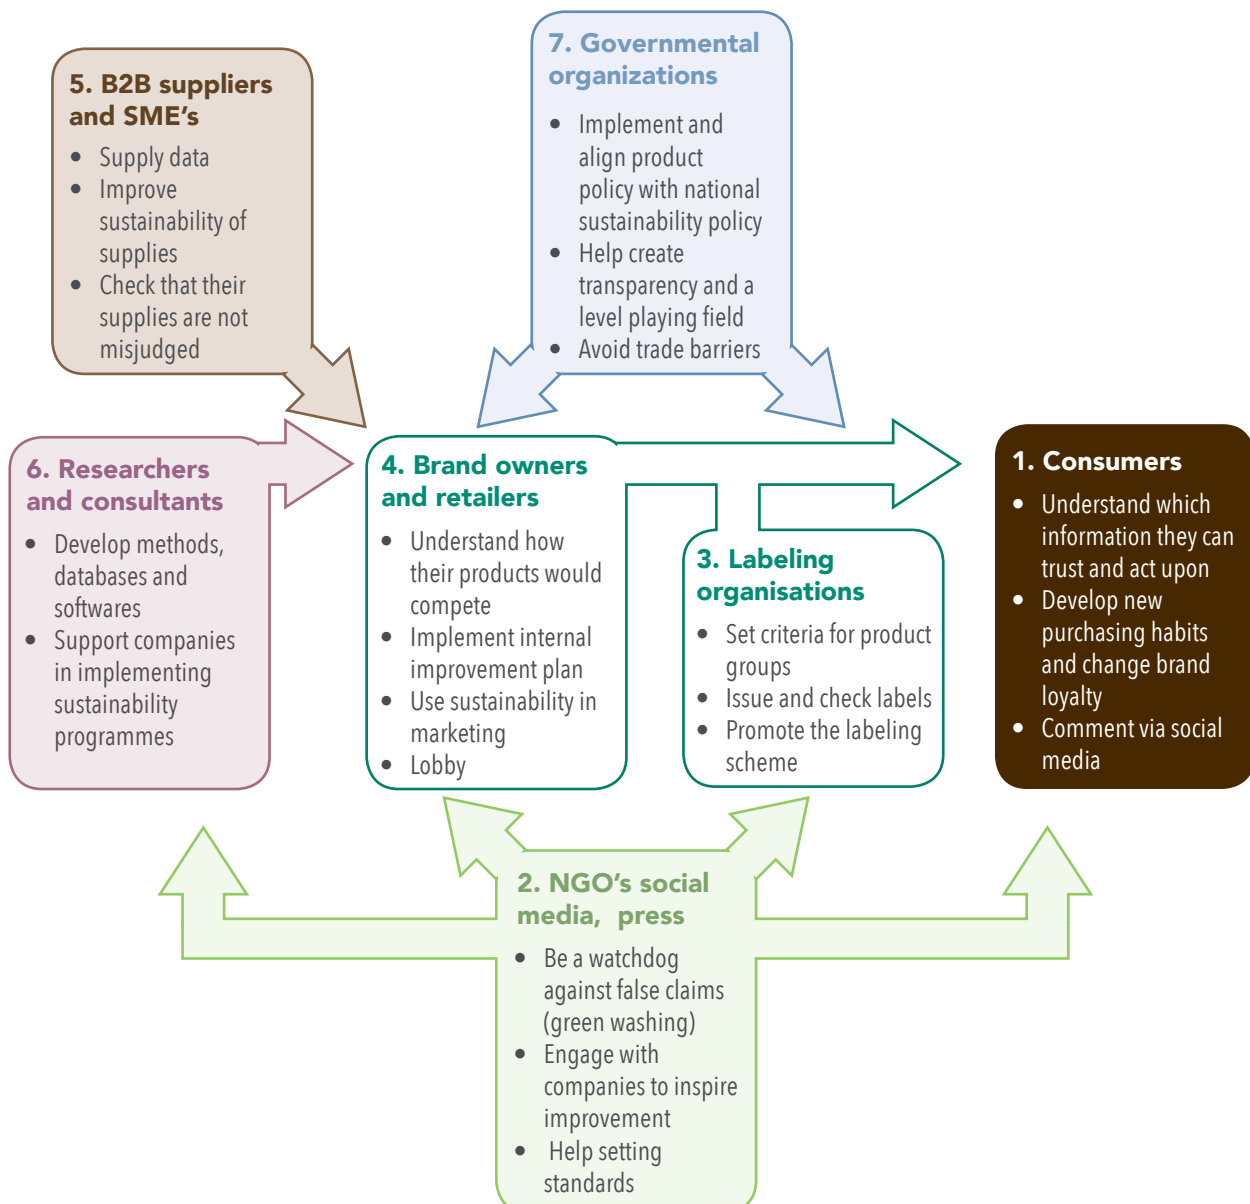 5. B2B suppliers
and SME's
• Supply data
• Improve
sustainability of
supplies
• Check that their
supplies are not
misjudged
7. Governmental
organizations
• Implement and
align product
policy with national
sustainability policy
• Help create
transparency and a
level playing field
• Avoid trade barriers
6. Researchers
and consultants
• Develop methods,
databases and
softwares
• Support companies
in implementing
sustainability
programmes
4. Brand owners
and retailers
• Understand how
their products would
compete
• Implement internal
improvement plan
• Use sustainability in
marketing
• Lobby
3. Labeling
organisations
• Set criteria for product
groups
• Issue and check labels
• Promote the labeling
scheme
1. Consumers
• Understand which
information they can
trust and act upon
• Develop new
purchasing habits
and change brand
loyalty
• Comment via social
media
2. NGO's social
media, press
• Be a watchdog
against false claims
(green washing)
• Engage with
companies to inspire
improvement
• Help setting
standards